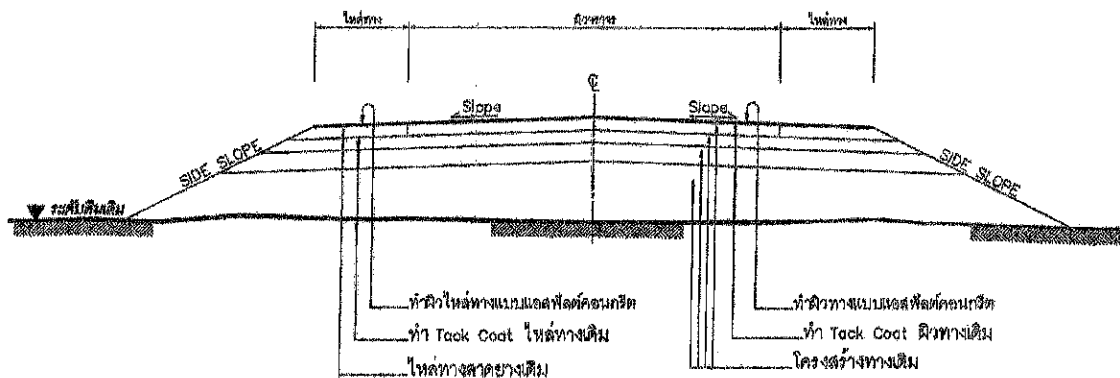 ไหล่ทาง ผิวจราจร ไหล่ทาง
℄
Slope Slope
SIDE SLOPE SIDE SLOPE
ระดับดินเดิม
ทำผิวไหล่ทางแบบแอสฟัลต์คอนกรีต ทำผิวทางแบบแอสฟัลต์คอนกรีต
ทำ Tack Coat ไหล่ทางเดิม ทำ Tack Coat ผิวทางเดิม
ไหล่ทางลาดยางเดิม โครงสร้างทางเดิม